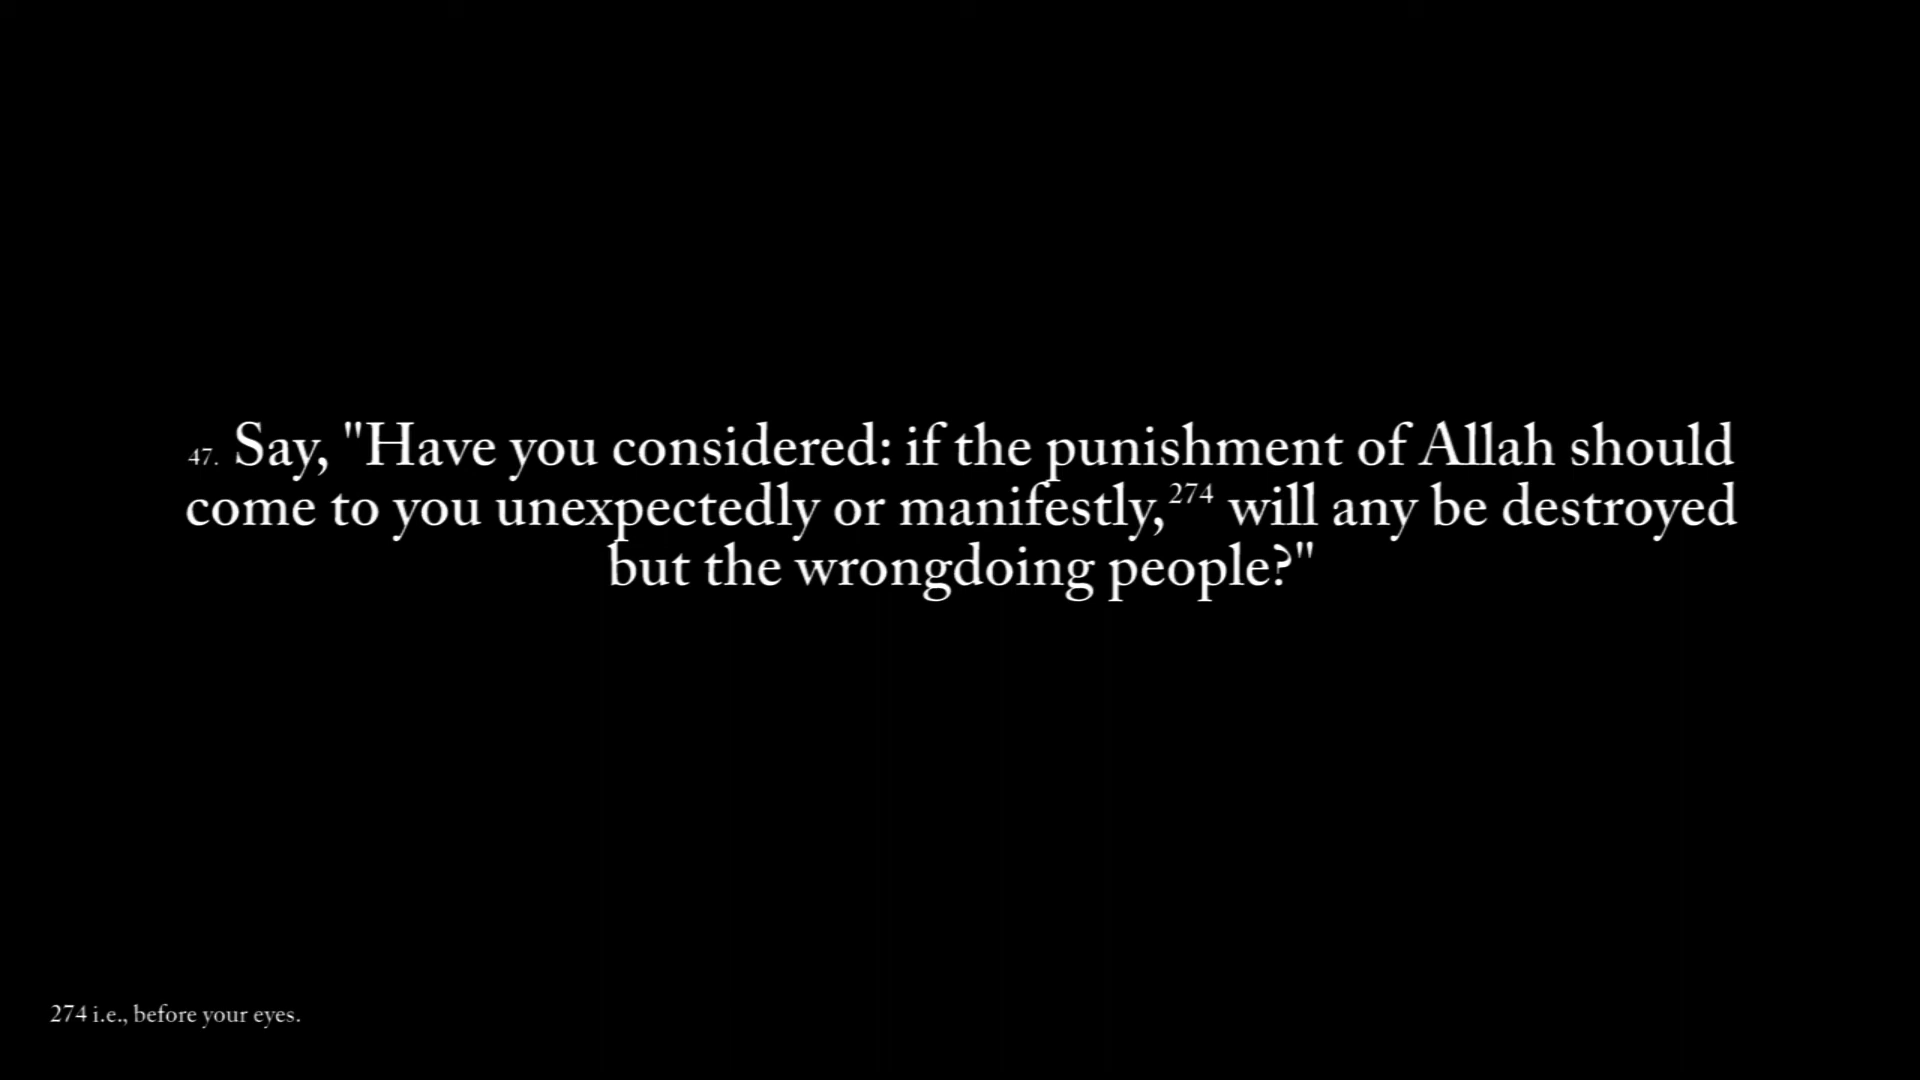 47. Say, "Have you considered: if the punishment of Allah should
come to you unexpectedly or manifestly,274 will any be destroyed
but the wrongdoing people?"
274 i.e., before your eyes.